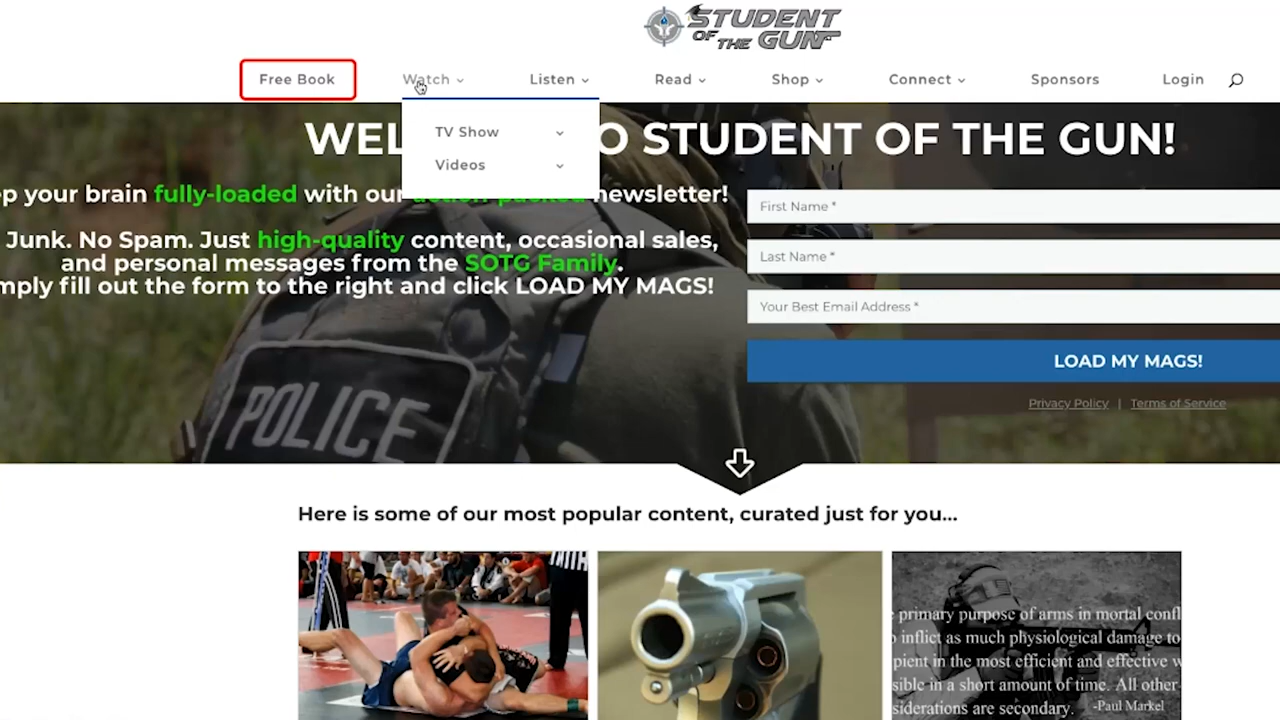 STUDENT
OF THE GUN
Free Book
Watch
Listen
Read
Shop
Connect
Sponsors
Login
TV Show
Videos
WEL O STUDENT OF THE GUN!
p your brain fully-loaded with our action-packed newsletter!
Junk. No Spam. Just high-quality content, occasional sales,
and personal messages from the SOTG Family.
mply fill out the form to the right and click LOAD MY MAGS!
First Name *
Last Name *
Your Best Email Address *
LOAD MY MAGS!
Privacy Policy | Terms of Service
POLICE
Here is some of our most popular content, curated just for you...
primary purpose of arms in mortal confl
inflict as much physiological damage to
pient in the most efficient and effective w
sible in a short amount of time. All other
siderations are secondary. -Paul Markel